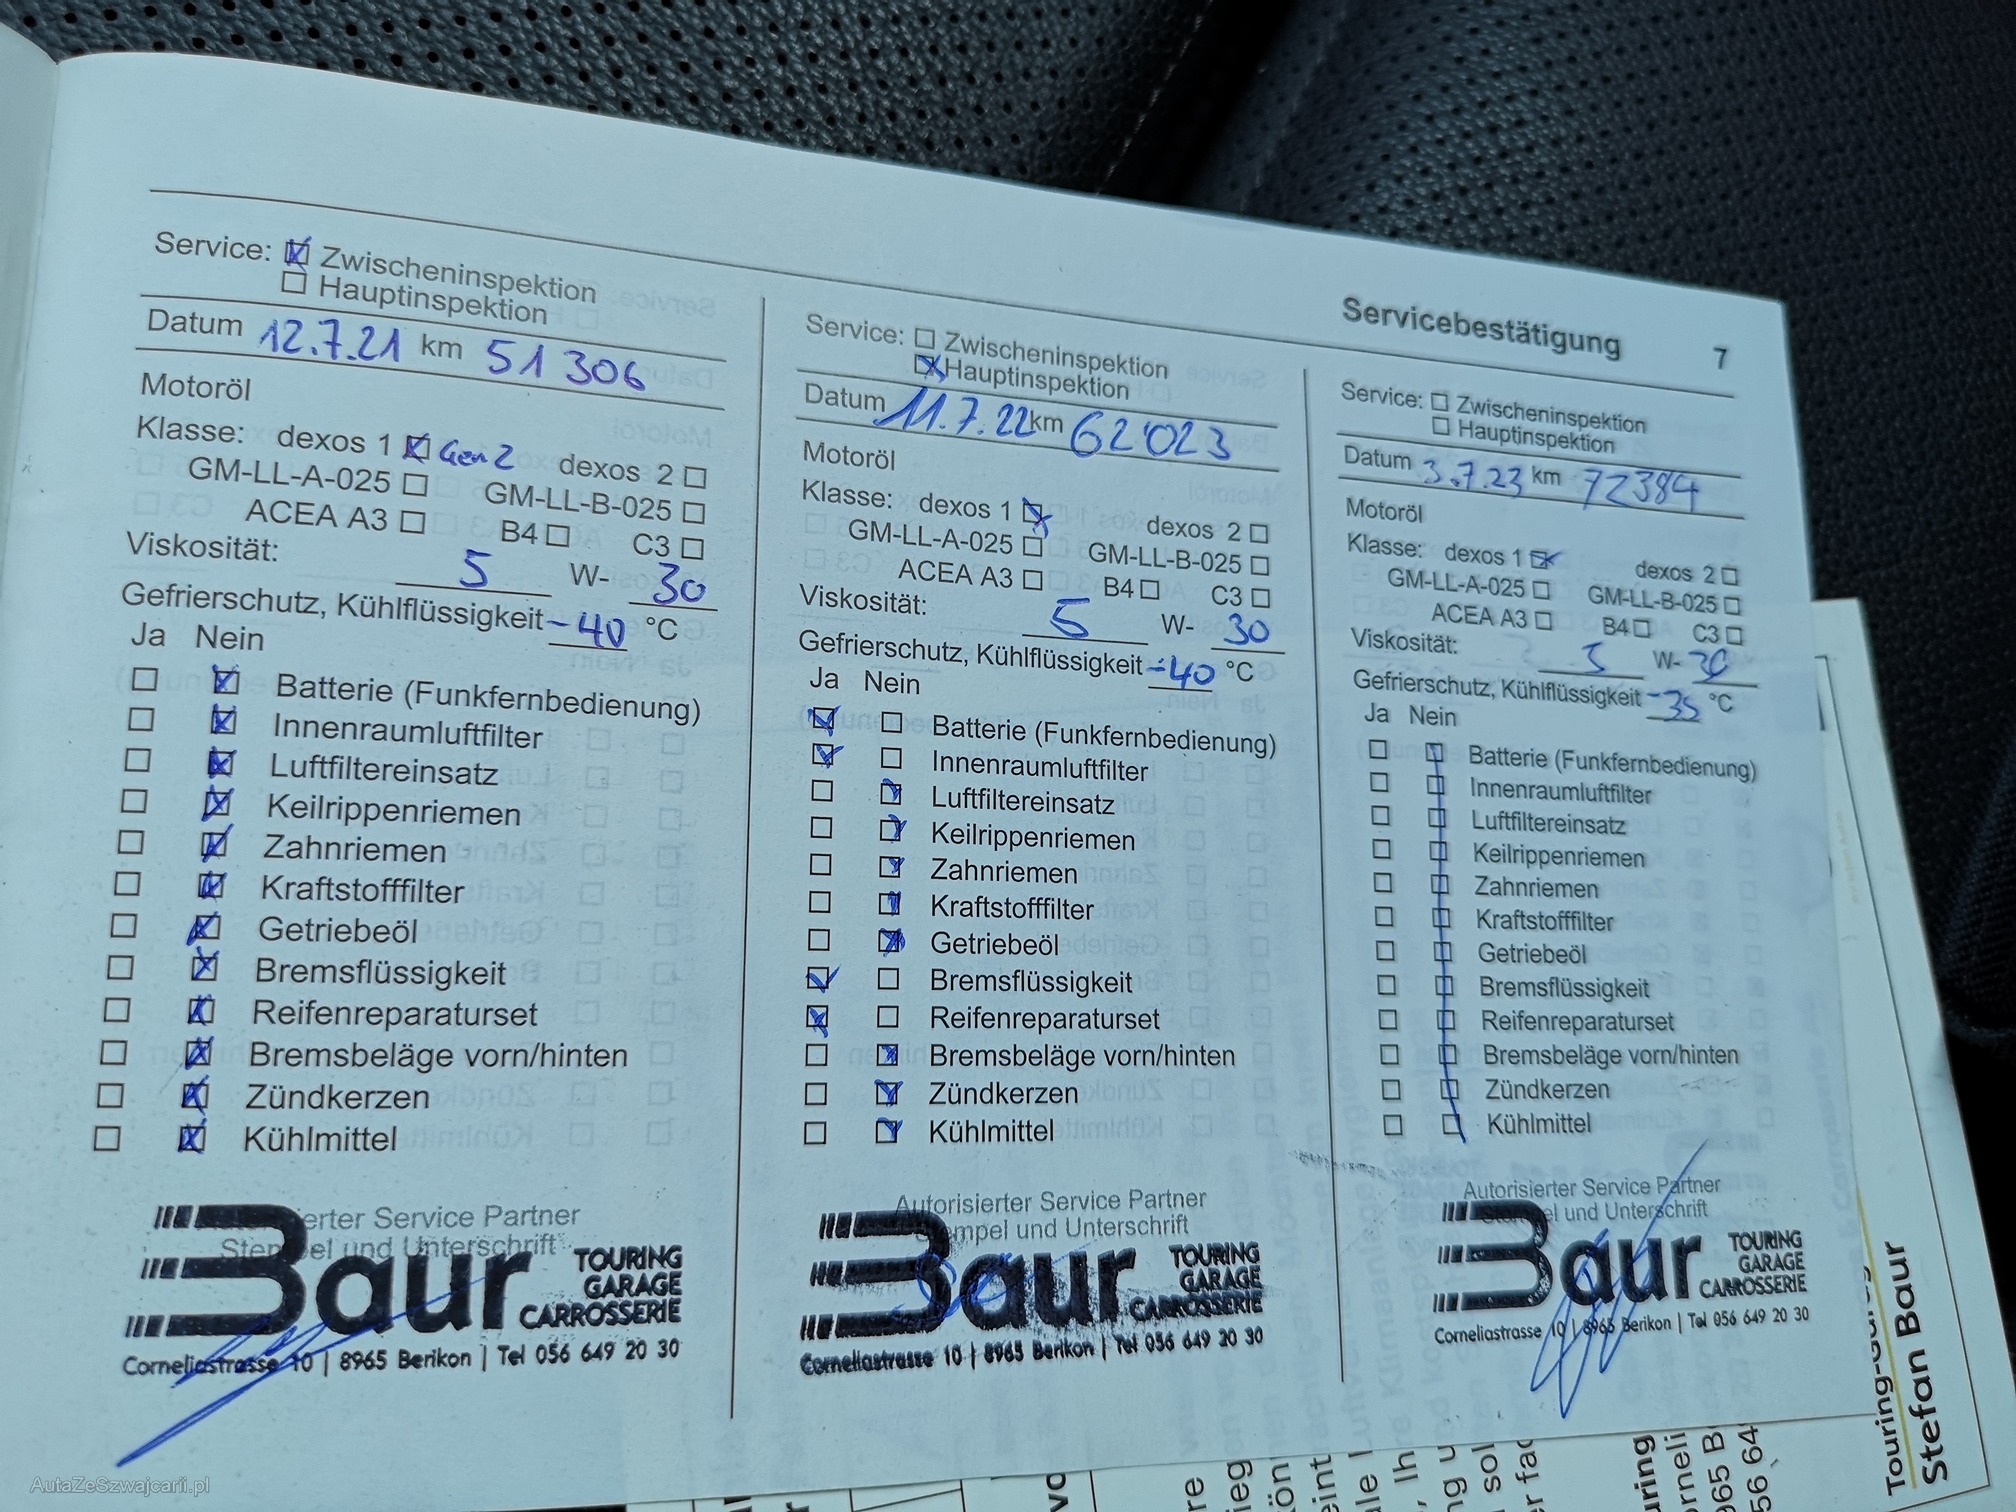 Servicebestätigung 7
Service: Zwischeninspektion
Hauptinspektion
Datum 12.7.21 km 51 306
Motoröl
Klasse: dexos 1 Gen 2 dexos 2
GM-LL-A-025 GM-LL-B-025
ACEA A3 B4 C3
Viskosität: 5 W- 30
Gefrierschutz, Kühlflüssigkeit -40 °C
Ja Nein
Batterie (Funkfernbedienung)
Innenraumluftfilter
Luftfiltereinsatz
Keilrippenriemen
Zahnriemen
Kraftstofffilter
Getriebeöl
Bremsflüssigkeit
Reifenreparaturset
Bremsbeläge vorn/hinten
Zündkerzen
Kühlmittel
Service Partner
und Unterschrift
Baur TOURING
GARAGE
CARROSSERIE
Corneliastrasse 10 | 8965 Berikon | Tel 056 649 20 30
Service: Zwischeninspektion
Hauptinspektion
Datum 11.7.22 km 62'023
Motoröl
Klasse: dexos 1 dexos 2
GM-LL-A-025 GM-LL-B-025
ACEA A3 B4 C3
Viskosität: 5 W- 30
Gefrierschutz, Kühlflüssigkeit -40 °C
Ja Nein
Batterie (Funkfernbedienung)
Innenraumluftfilter
Luftfiltereinsatz
Keilrippenriemen
Zahnriemen
Kraftstofffilter
Getriebeöl
Bremsflüssigkeit
Reifenreparaturset
Bremsbeläge vorn/hinten
Zündkerzen
Kühlmittel
Autorisierter Service Partner
Stempel und Unterschrift
Baur TOURING
GARAGE
CARROSSERIE
Corneliastrasse 10 | 8965 Berikon | Tel 056 649 20 30
Service: Zwischeninspektion
Hauptinspektion
Datum 3.7.23 km 72384
Motoröl
Klasse: dexos 1 dexos 2
GM-LL-A-025 GM-LL-B-025
ACEA A3 B4 C3
Viskosität: 5 W- 30
Gefrierschutz, Kühlflüssigkeit -35 °C
Ja Nein
Batterie (Funkfernbedienung)
Innenraumluftfilter
Luftfiltereinsatz
Keilrippenriemen
Zahnriemen
Kraftstofffilter
Getriebeöl
Bremsflüssigkeit
Reifenreparaturset
Bremsbeläge vorn/hinten
Zündkerzen
Kühlmittel
Autorisierter Service Partner
und Unterschrift
Baur TOURING
GARAGE
CARROSSERIE
Corneliastrasse 10 | 8965 Berikon | Tel 056 649 20 30
Stefan Baur
AutaZeSzwajcarii.pl